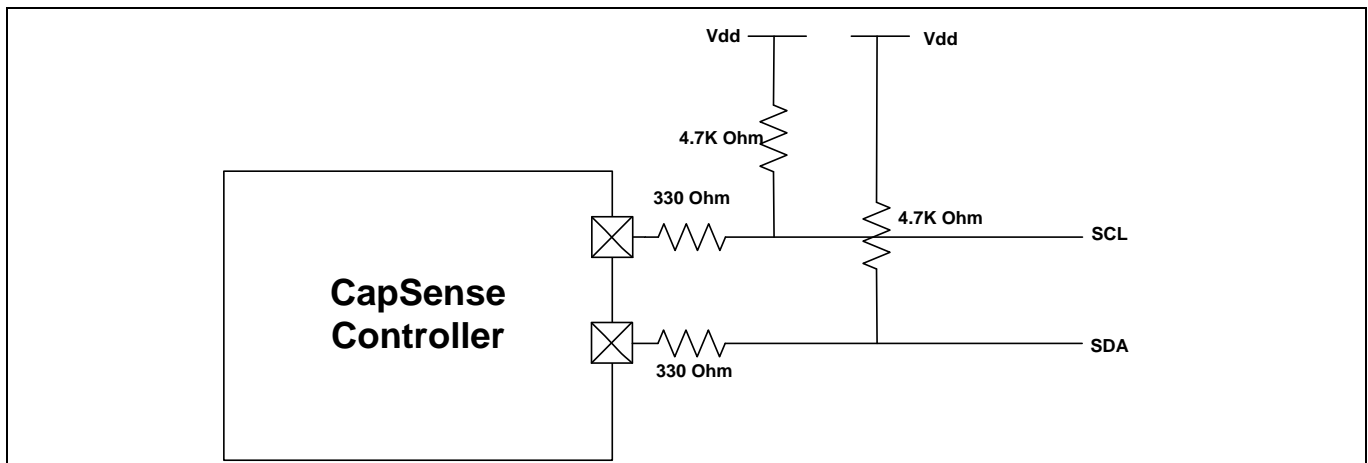 Vdd
Vdd
4.7K Ohm
330 Ohm
4.7K Ohm
SCL
CapSense
Controller
SDA
330 Ohm